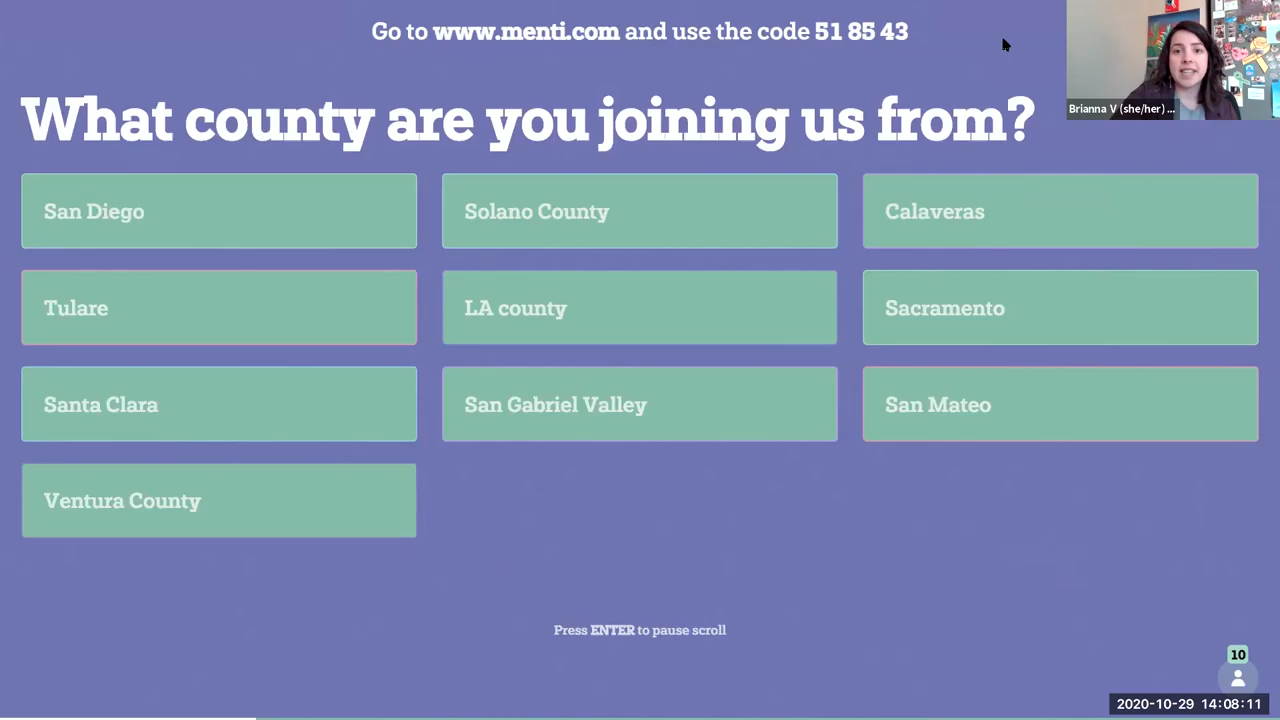 Go to www.menti.com and use the code 51 85 43
Brianna V (she/her) ...
What county are you joining us from?
San Diego
Solano County
Calaveras
Tulare
LA county
Sacramento
Santa Clara
San Gabriel Valley
San Mateo
Ventura County
Press ENTER to pause scroll
10
2020-10-29 14:08:11